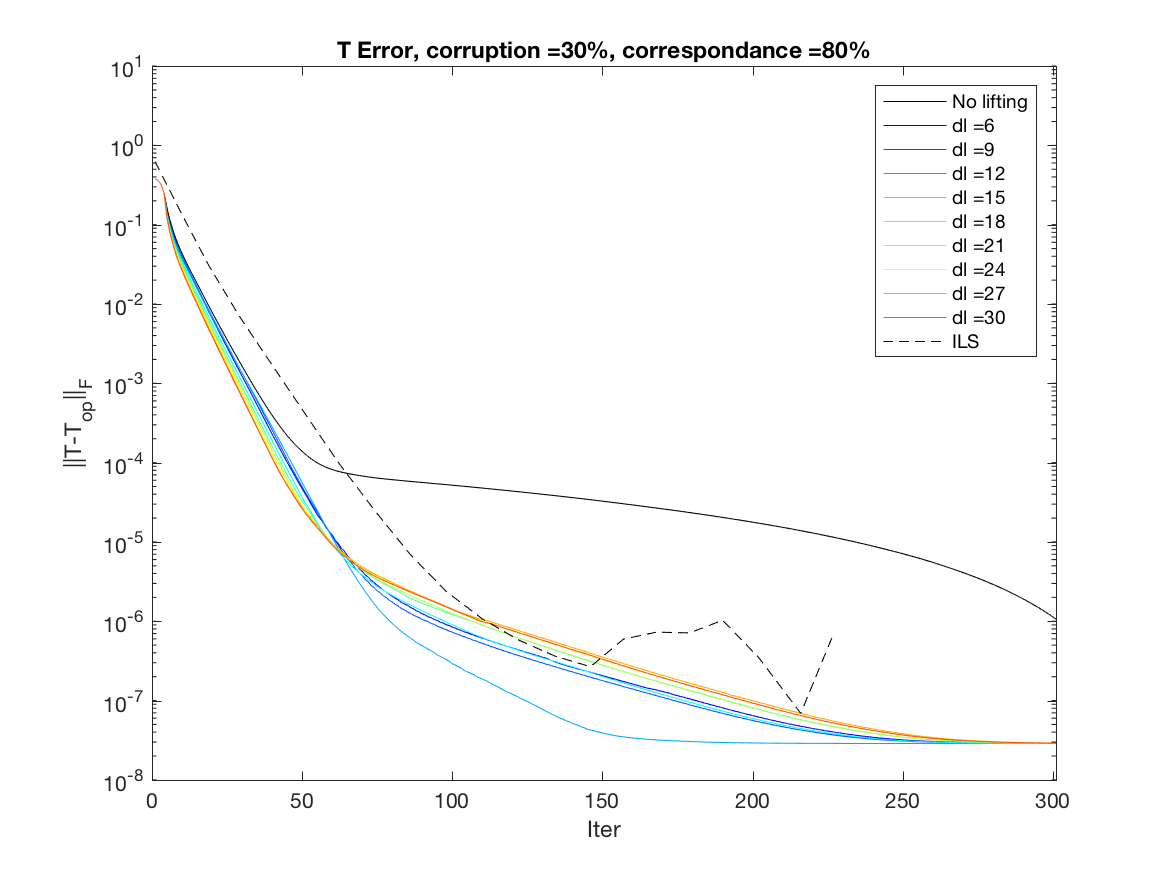 T Error, corruption =30%, correspondance =80%
10^1
10^0
10^-1
10^-2
10^-3
10^-4
10^-5
10^-6
10^-7
10^-8
||T-T_op||_F
No lifting
dl =6
dl =9
dl =12
dl =15
dl =18
dl =21
dl =24
dl =27
dl =30
ILS
0 50 100 150 200 250 300
Iter